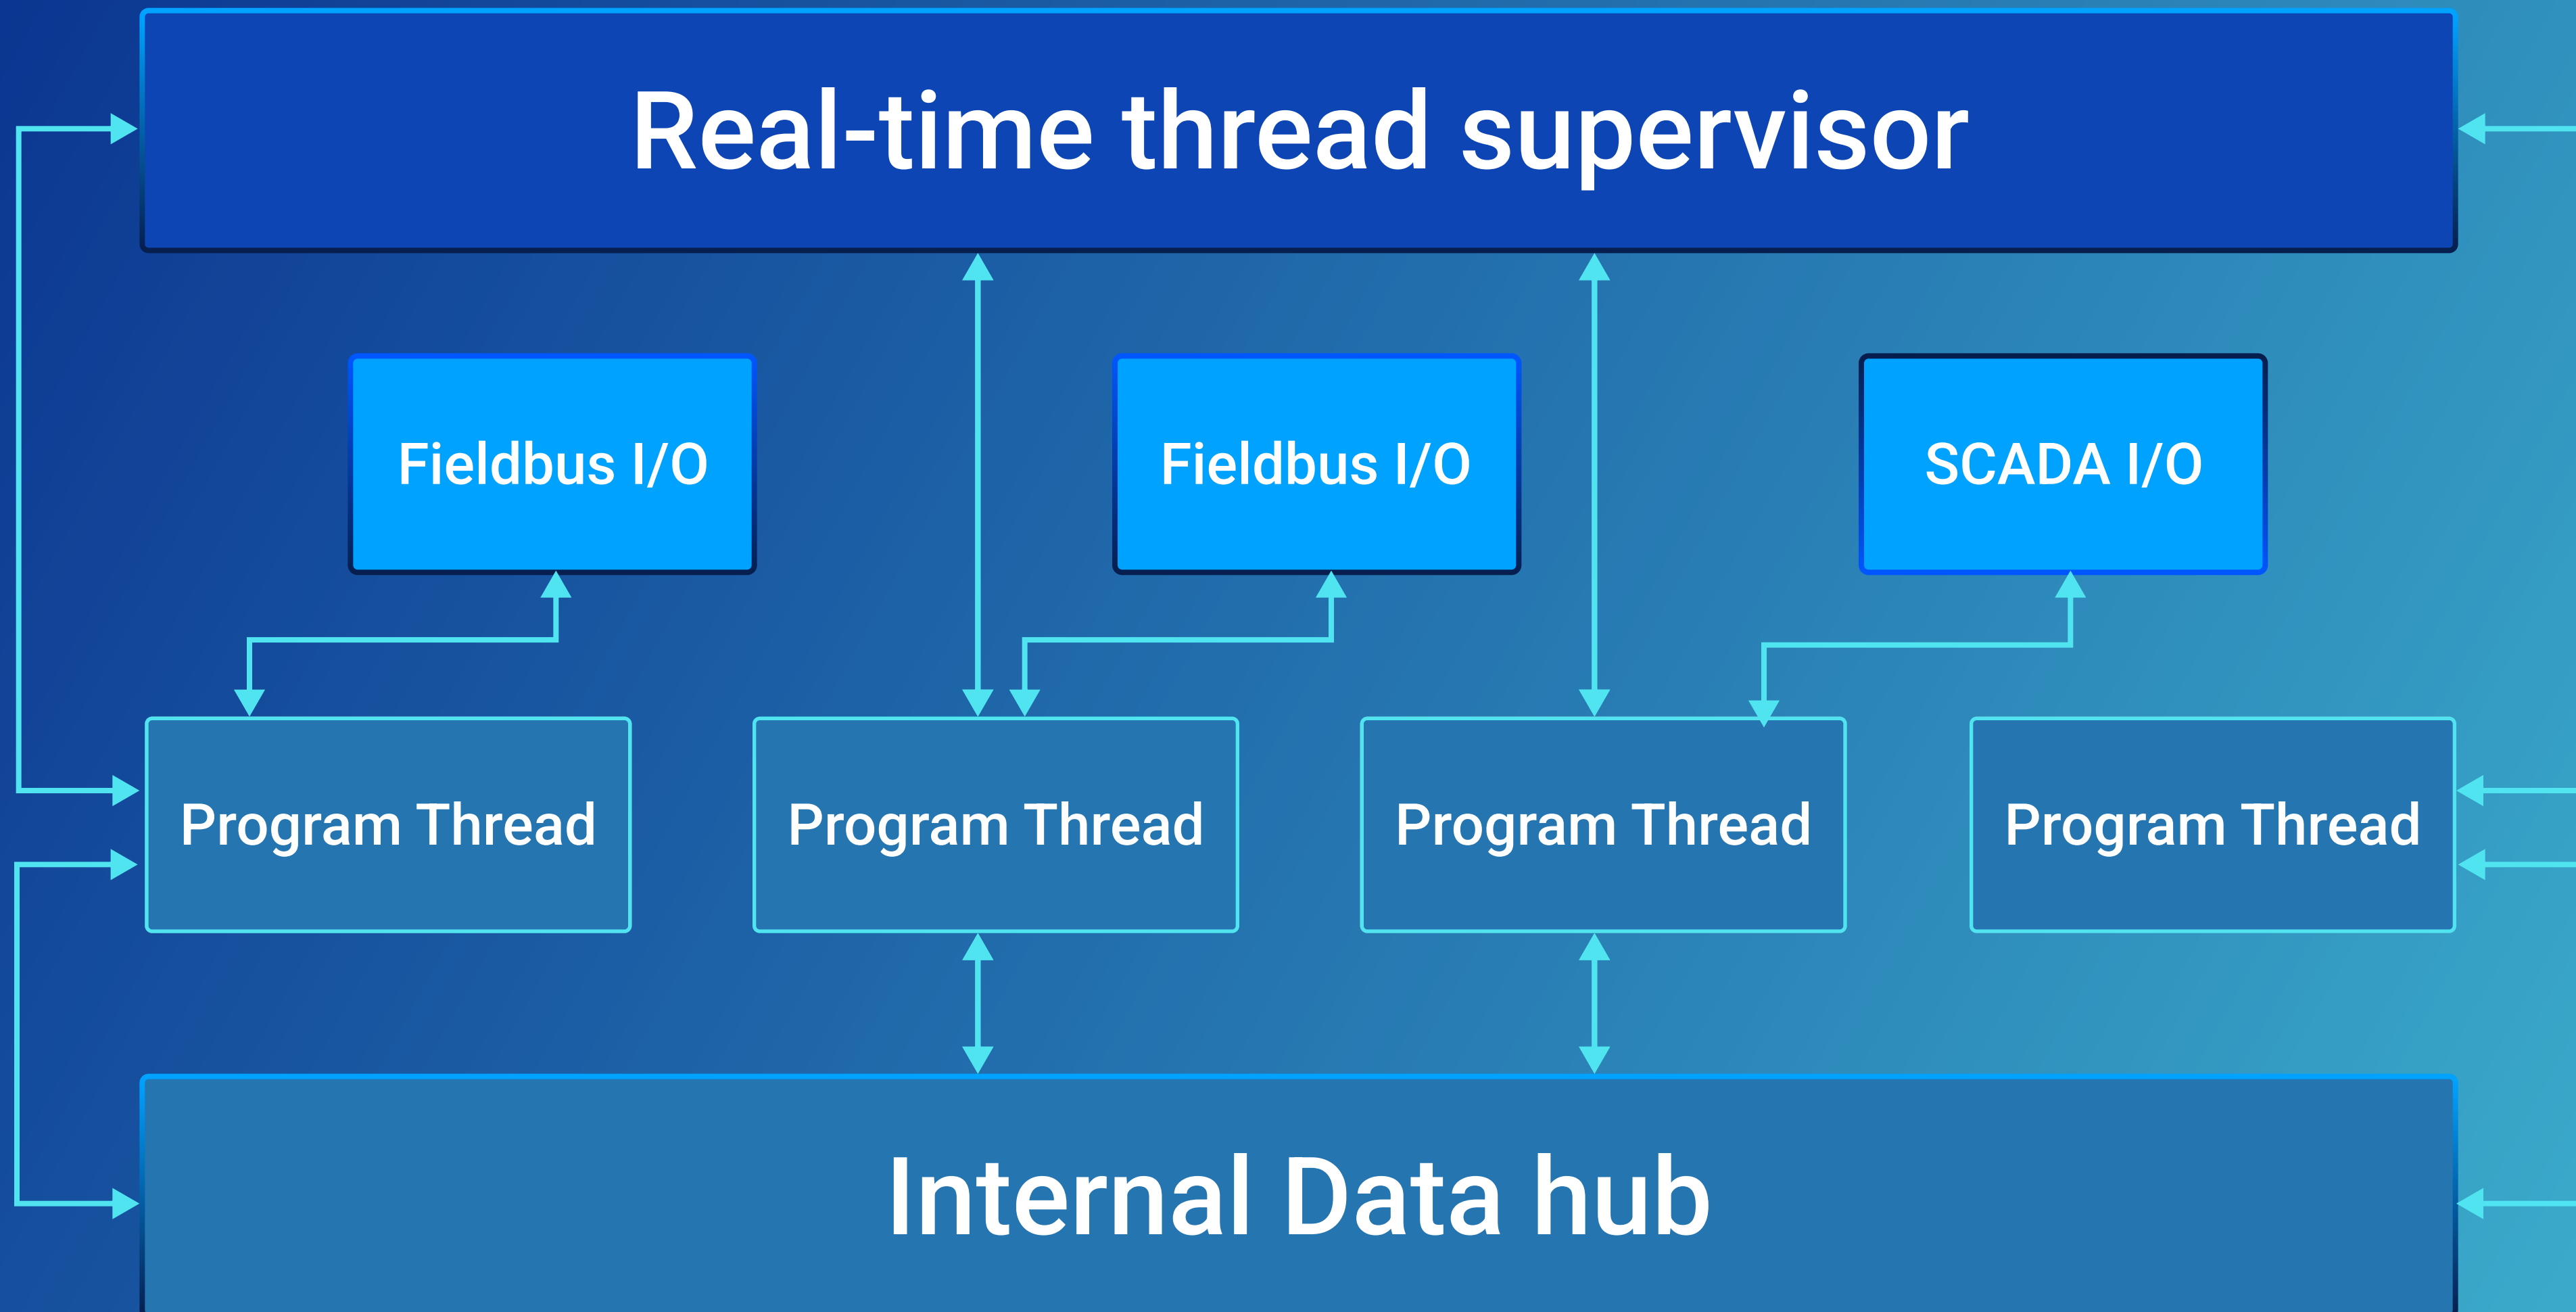 Real-time thread supervisor
Fieldbus I/O
Fieldbus I/O
SCADA I/O
Program Thread
Program Thread
Program Thread
Program Thread
Internal Data hub